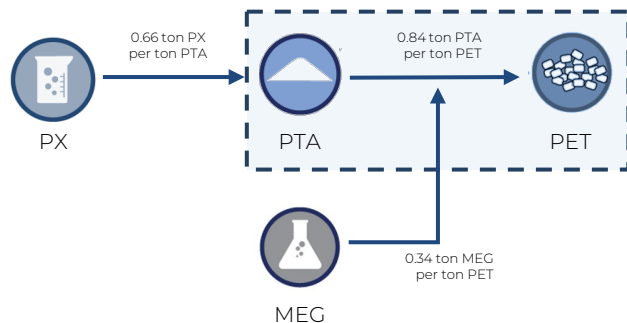 0.66 ton PX
per ton PTA
0.84 ton PTA
per ton PET
PX
PTA
PET
0.34 ton MEG
per ton PET
MEG